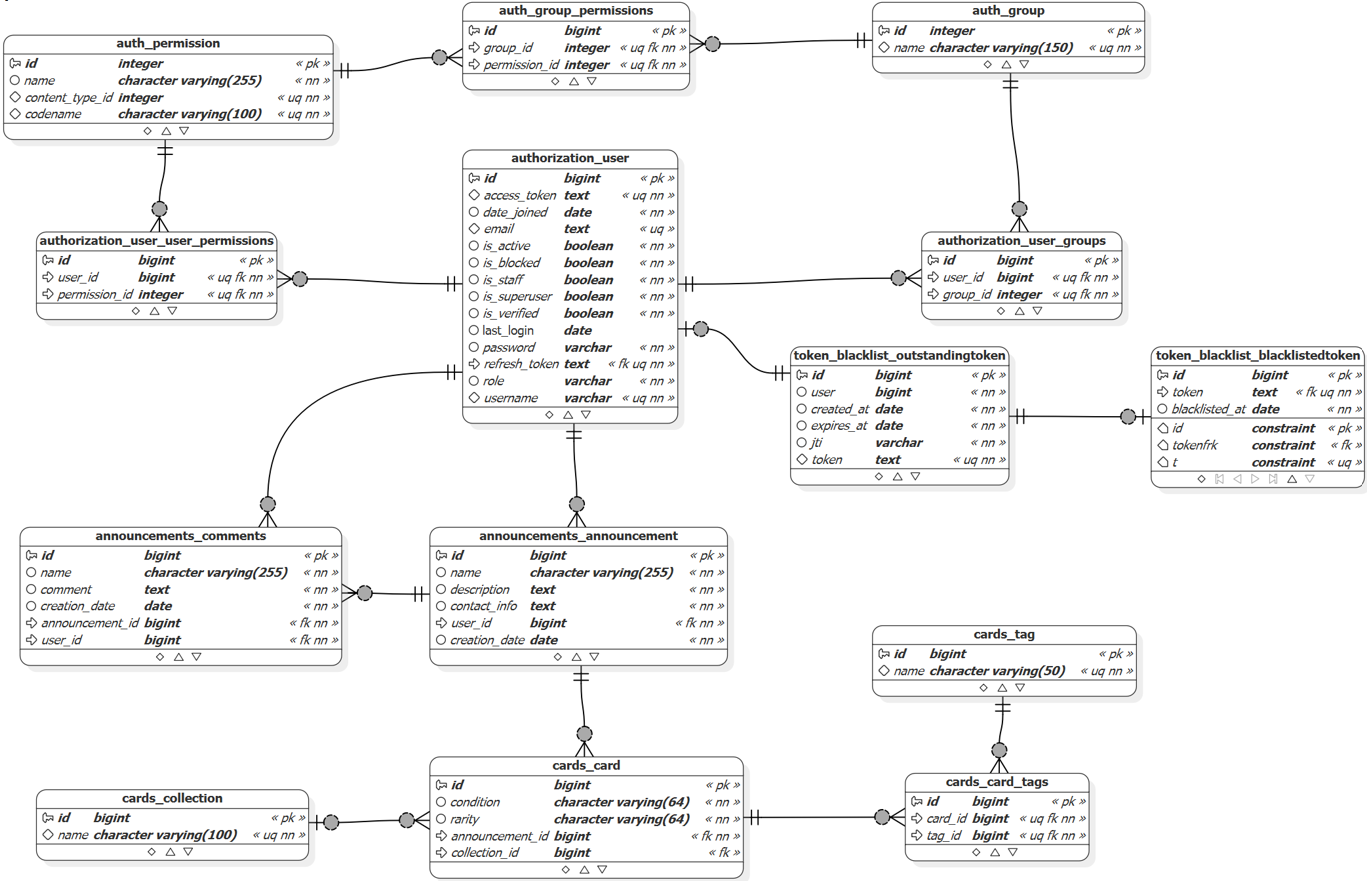 auth_permission
id integer « pk »
name character varying(255) « nn »
content_type_id integer « uq nn »
codename character varying(100) « uq nn »
auth_group_permissions
id bigint « pk »
group_id integer « uq fk nn »
permission_id integer « uq fk nn »
auth_group
id integer « pk »
name character varying(150) « uq nn »
authorization_user
id bigint « pk »
access_token text « uq nn »
date_joined date « nn »
email text « uq »
is_active boolean « nn »
is_blocked boolean « nn »
is_staff boolean « nn »
is_superuser boolean « nn »
is_verified boolean « nn »
last_login date
password varchar « nn »
refresh_token text « fk uq nn »
role varchar « nn »
username varchar « uq nn »
authorization_user_user_permissions
id bigint « pk »
user_id bigint « uq fk nn »
permission_id integer « uq fk nn »
authorization_user_groups
id bigint « pk »
user_id bigint « uq fk nn »
group_id integer « uq fk nn »
token_blacklist_outstandingtoken
id bigint « pk »
user bigint « nn »
created_at date « nn »
expires_at date « nn »
jti varchar « nn »
token text « uq nn »
token_blacklist_blacklistedtoken
id bigint « pk »
token text « fk uq nn »
blacklisted_at date « nn »
id constraint « pk »
tokenfrk constraint « fk »
t constraint « uq »
announcements_comments
id bigint « pk »
name character varying(255) « nn »
comment text « nn »
creation_date date « nn »
announcement_id bigint « fk nn »
user_id bigint « fk nn »
announcements_announcement
id bigint « pk »
name character varying(255) « nn »
description text « nn »
contact_info text « nn »
user_id bigint « fk nn »
creation_date date « nn »
cards_tag
id bigint « pk »
name character varying(50) « uq nn »
cards_collection
id bigint « pk »
name character varying(100) « uq nn »
cards_card
id bigint « pk »
condition character varying(64) « nn »
rarity character varying(64) « nn »
announcement_id bigint « fk nn »
collection_id bigint « fk »
cards_card_tags
id bigint « pk »
card_id bigint « uq fk nn »
tag_id bigint « uq fk nn »